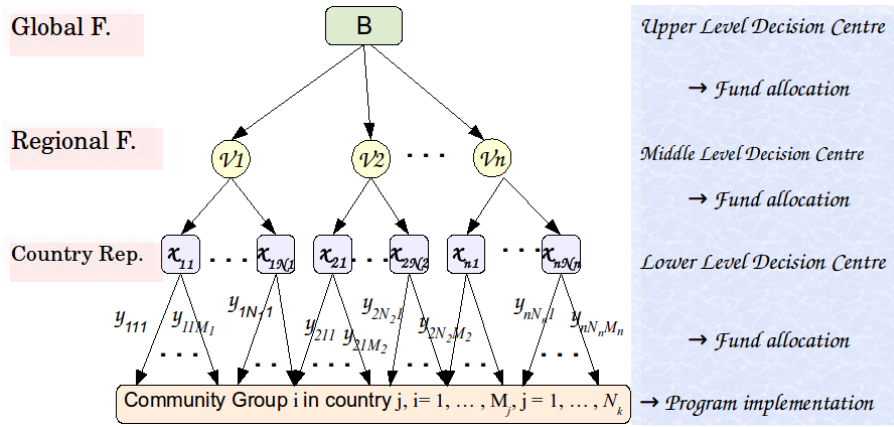 Global F.
B
Upper Level Decision Centre
→ Fund allocation
Regional F.
V1
V2
...
Vn
Middle Level Decision Centre
→ Fund allocation
Country Rep.
x11
...
x1N1
x21
...
x2N2
xn1
...
xnNn
Lower Level Decision Centre
y111
y11M1
y1N11
y211
y21M2
y2N21
y2N2M2
ynNn1
ynNnMn
→ Fund allocation
... .. ... .. ... ..
Community Group i in country j, i= 1, ... , Mj, j = 1, ... , Nk
→ Program implementation